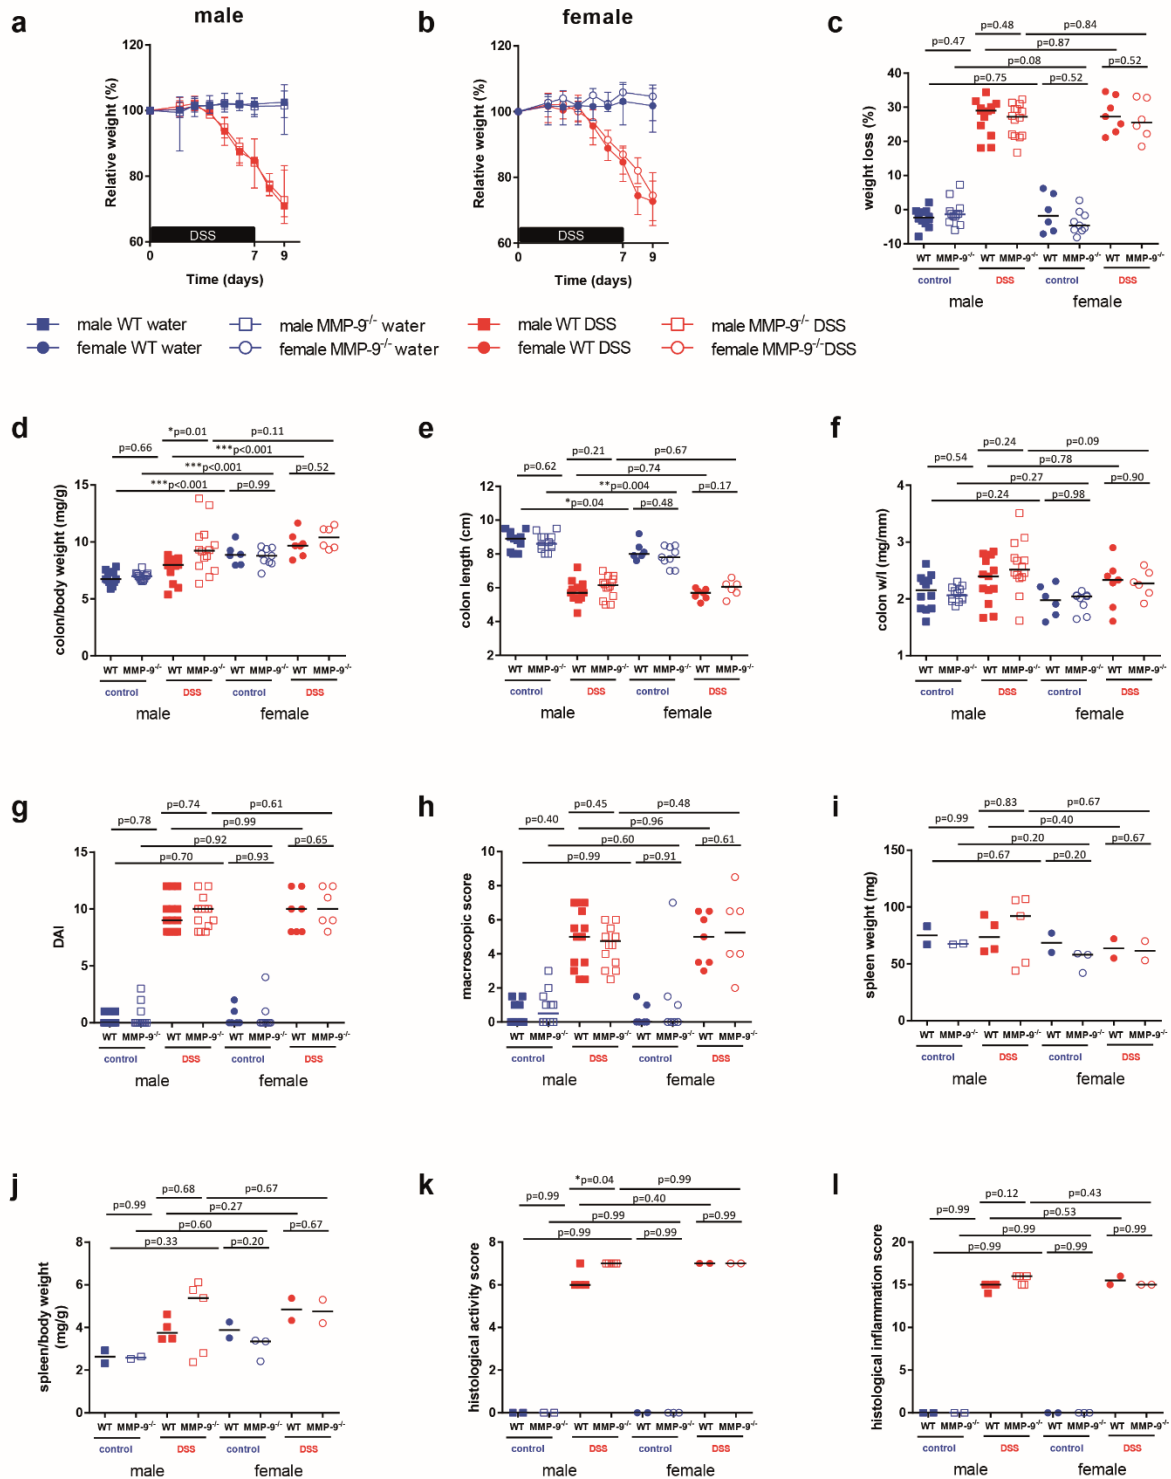 a
male
Relative weight (%)
120
100
80
60
DSS
0
7
9
Time (days)
b
female
Relative weight (%)
120
100
80
60
DSS
0
7
9
Time (days)
c
p=0.48
p=0.84
p=0.47
p=0.87
p=0.08
p=0.52
p=0.75
p=0.52
weight loss (%)
40
30
20
10
0
-10
WT MMP-9-/- WT MMP-9-/- WT MMP-9-/- WT MMP-9-/-
control DSS control DSS
male female
male WT water
male MMP-9-/- water
male WT DSS
male MMP-9-/- DSS
female WT water
female MMP-9-/- water
female WT DSS
female MMP-9-/-DSS
d
*p=0.01
p=0.11
p=0.66
***p<0.001
***p<0.001
p=0.52
***p<0.001
p=0.99
colon/body weight (mg/g)
15
10
5
0
WT MMP-9-/- WT MMP-9-/- WT MMP-9-/- WT MMP-9-/-
control DSS control DSS
male female
e
p=0.21
p=0.67
p=0.62
p=0.74
**p=0.004
p=0.17
*p=0.04
p=0.48
colon length (cm)
12
10
8
6
4
2
WT MMP-9-/- WT MMP-9-/- WT MMP-9-/- WT MMP-9-/-
control DSS control DSS
male female
f
p=0.24
p=0.09
p=0.54
p=0.78
p=0.27
p=0.90
p=0.24
p=0.98
colon w/l (mg/mm)
4
3
2
1
WT MMP-9-/- WT MMP-9-/- WT MMP-9-/- WT MMP-9-/-
control DSS control DSS
male female
g
p=0.74
p=0.61
p=0.78
p=0.99
p=0.92
p=0.65
p=0.70
p=0.93
DAI
15
10
5
0
WT MMP-9-/- WT MMP-9-/- WT MMP-9-/- WT MMP-9-/-
control DSS control DSS
male female
h
p=0.45
p=0.48
p=0.40
p=0.96
p=0.60
p=0.61
p=0.99
p=0.91
macroscopic score
10
8
6
4
2
0
WT MMP-9-/- WT MMP-9-/- WT MMP-9-/- WT MMP-9-/-
control DSS control DSS
male female
i
p=0.83
p=0.67
p=0.99
p=0.40
p=0.20
p=0.67
p=0.67
p=0.20
spleen weight (mg)
150
100
50
0
WT MMP-9-/- WT MMP-9-/- WT MMP-9-/- WT MMP-9-/-
control DSS control DSS
male female
j
p=0.68
p=0.67
p=0.99
p=0.27
p=0.60
p=0.67
p=0.33
p=0.20
spleen/body weight
(mg/g)
8
6
4
2
0
WT MMP-9-/- WT MMP-9-/- WT MMP-9-/- WT MMP-9-/-
control DSS control DSS
male female
k
*p=0.04
p=0.99
p=0.99
p=0.40
p=0.99
p=0.99
p=0.99
p=0.99
histological activity score
8
6
4
2
0
WT MMP-9-/- WT MMP-9-/- WT MMP-9-/- WT MMP-9-/-
control DSS control DSS
male female
l
p=0.12
p=0.43
p=0.99
p=0.53
p=0.99
p=0.99
p=0.99
p=0.99
histological inflammation score
20
15
10
5
0
WT MMP-9-/- WT MMP-9-/- WT MMP-9-/- WT MMP-9-/-
control DSS control DSS
male female